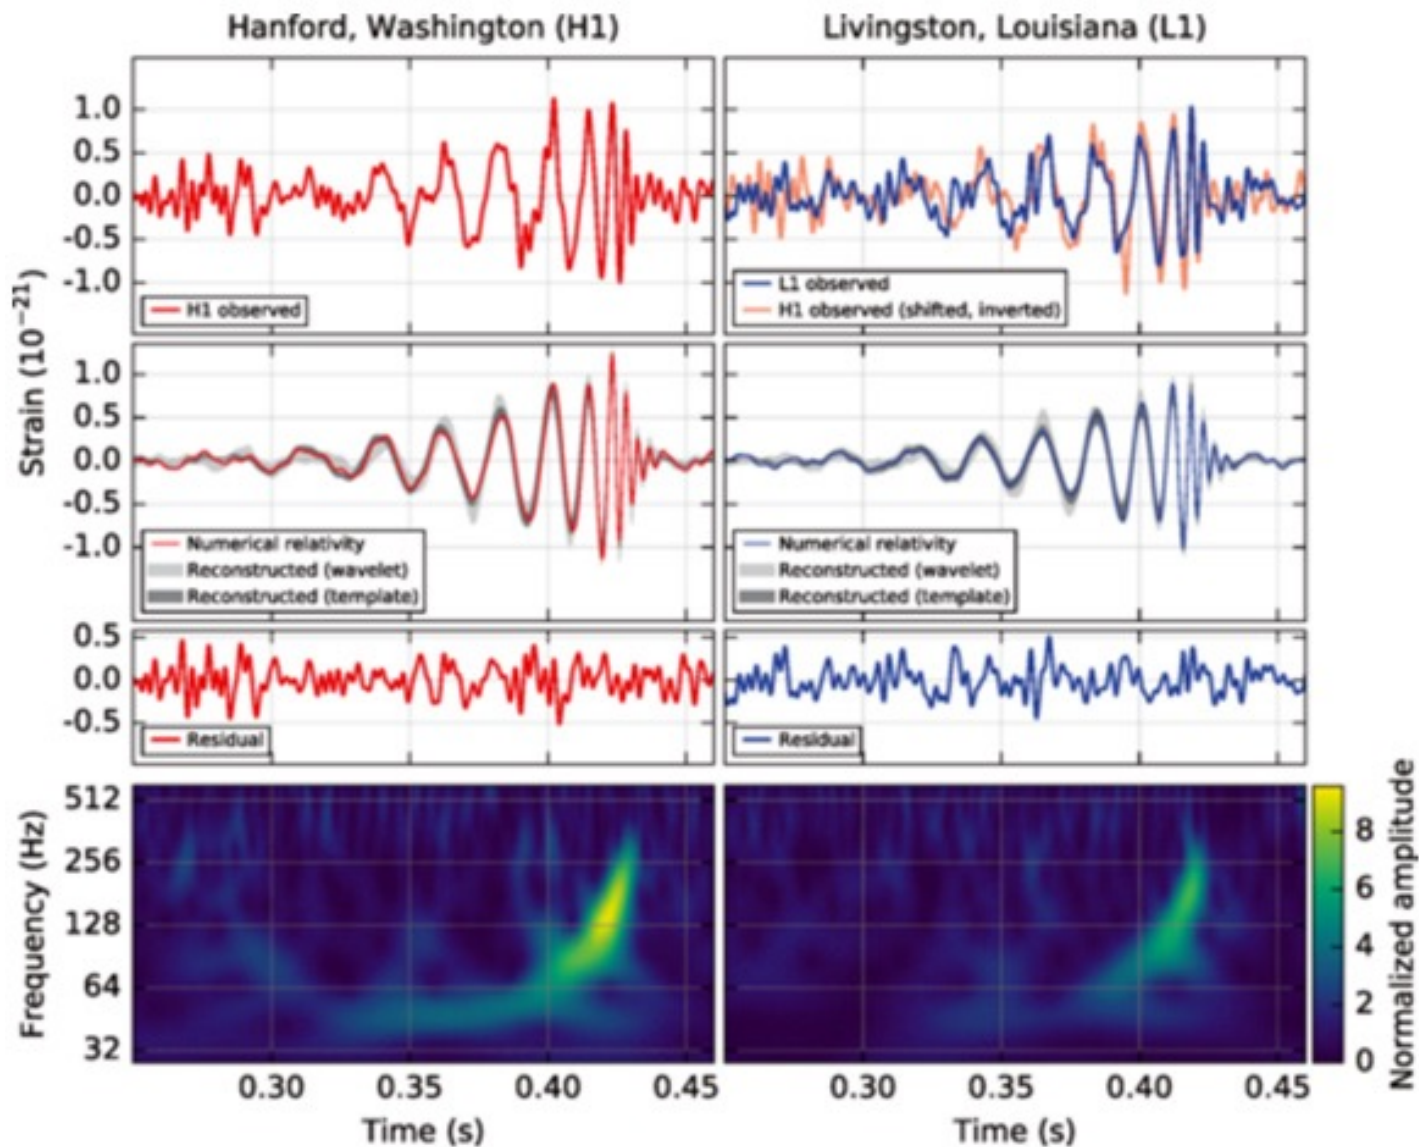 Hanford, Washington (H1)
Livingston, Louisiana (L1)
Strain (10⁻²¹)
1.0
0.5
0.0
-0.5
-1.0
H1 observed
L1 observed
H1 observed (shifted, inverted)
1.0
0.5
0.0
-0.5
-1.0
Numerical relativity
Reconstructed (wavelet)
Reconstructed (template)
Numerical relativity
Reconstructed (wavelet)
Reconstructed (template)
0.5
0.0
-0.5
Residual
Residual
Frequency (Hz)
512
256
128
64
32
Normalized amplitude
8
6
4
2
0
0.30 0.35 0.40 0.45
0.30 0.35 0.40 0.45
Time (s)
Time (s)